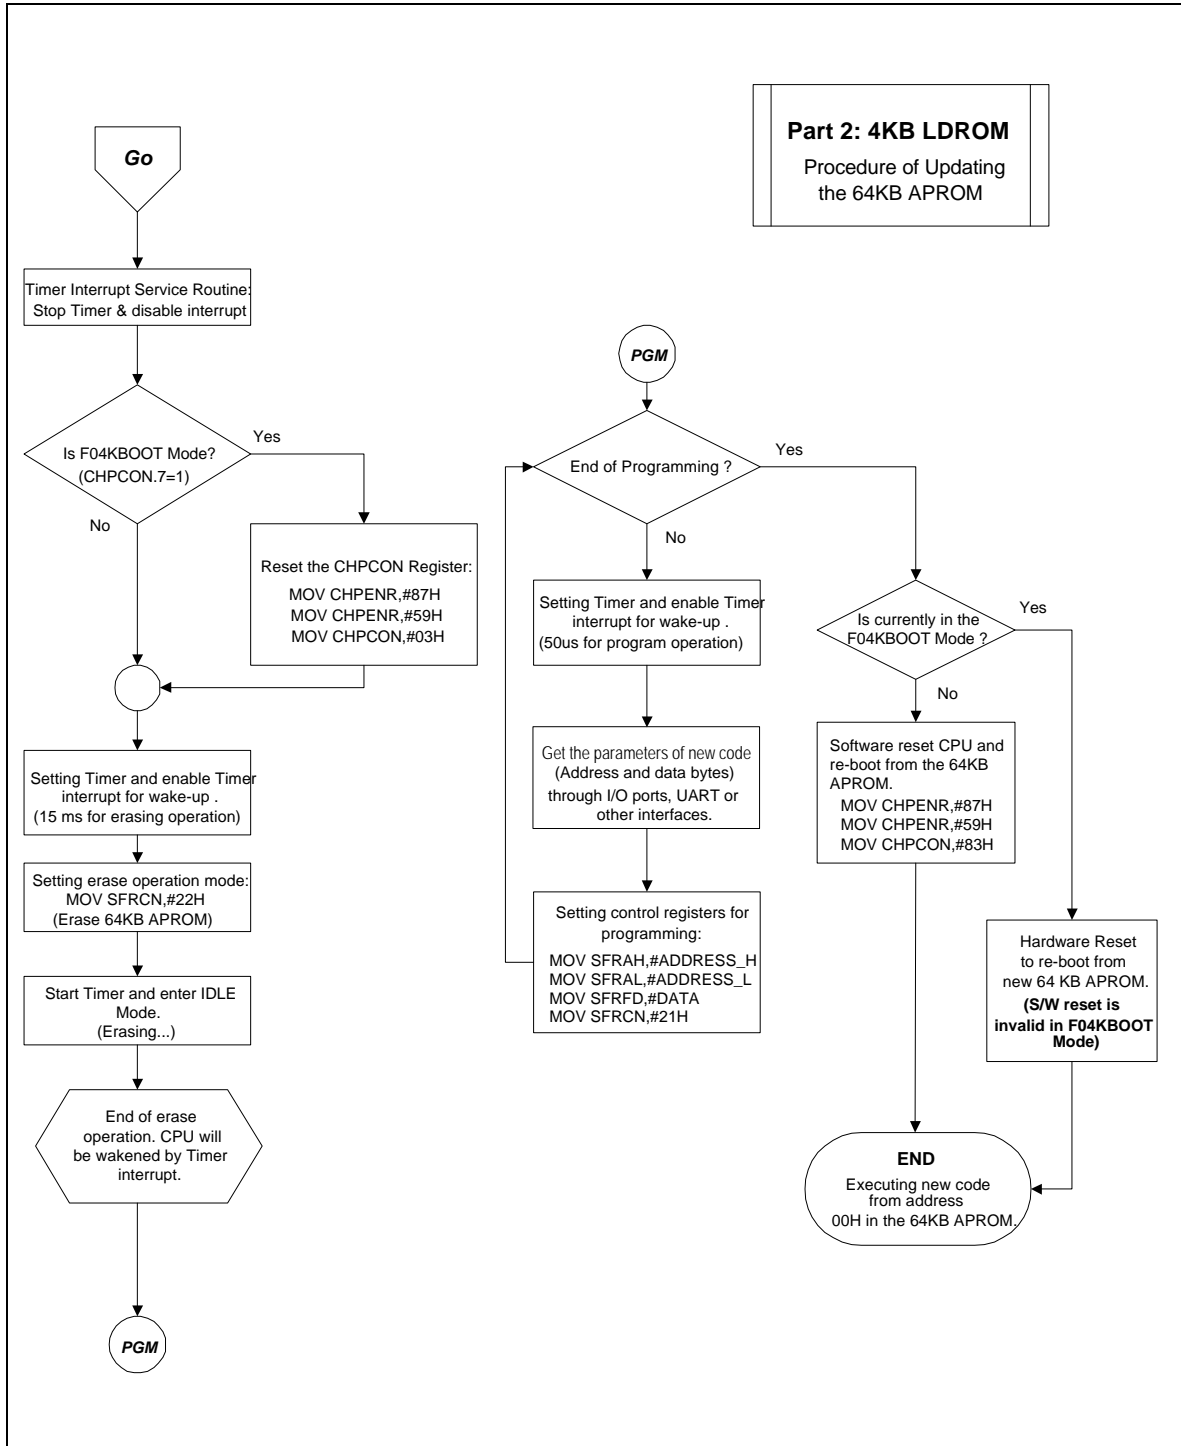 Part 2: 4KB LDROM
Procedure of Updating
the 64KB APROM
Go
Timer Interrupt Service Routine:
Stop Timer & disable interrupt
Is F04KBOOT Mode?
(CHPCON.7=1)
Yes
No
Reset the CHPCON Register:
MOV CHPENR,#87H
MOV CHPENR,#59H
MOV CHPCON,#03H
Setting Timer and enable Timer
interrupt for wake-up .
(15 ms for erasing operation)
Setting erase operation mode:
MOV SFRCN,#22H
(Erase 64KB APROM)
Start Timer and enter IDLE
Mode.
(Erasing...)
End of erase
operation. CPU will
be wakened by Timer
interrupt.
PGM
PGM
End of Programming ?
Yes
No
Setting Timer and enable Timer
interrupt for wake-up .
(50us for program operation)
Get the parameters of new code
(Address and data bytes)
through I/O ports, UART or
other interfaces.
Setting control registers for
programming:
MOV SFRAH,#ADDRESS_H
MOV SFRAL,#ADDRESS_L
MOV SFRFD,#DATA
MOV SFRCN,#21H
Is currently in the
F04KBOOT Mode ?
Yes
No
Software reset CPU and
re-boot from the 64KB
APROM.
MOV CHPENR,#87H
MOV CHPENR,#59H
MOV CHPCON,#83H
Hardware Reset
to re-boot from
new 64 KB APROM.
(S/W reset is
invalid in F04KBOOT
Mode)
END
Executing new code
from address
00H in the 64KB APROM.